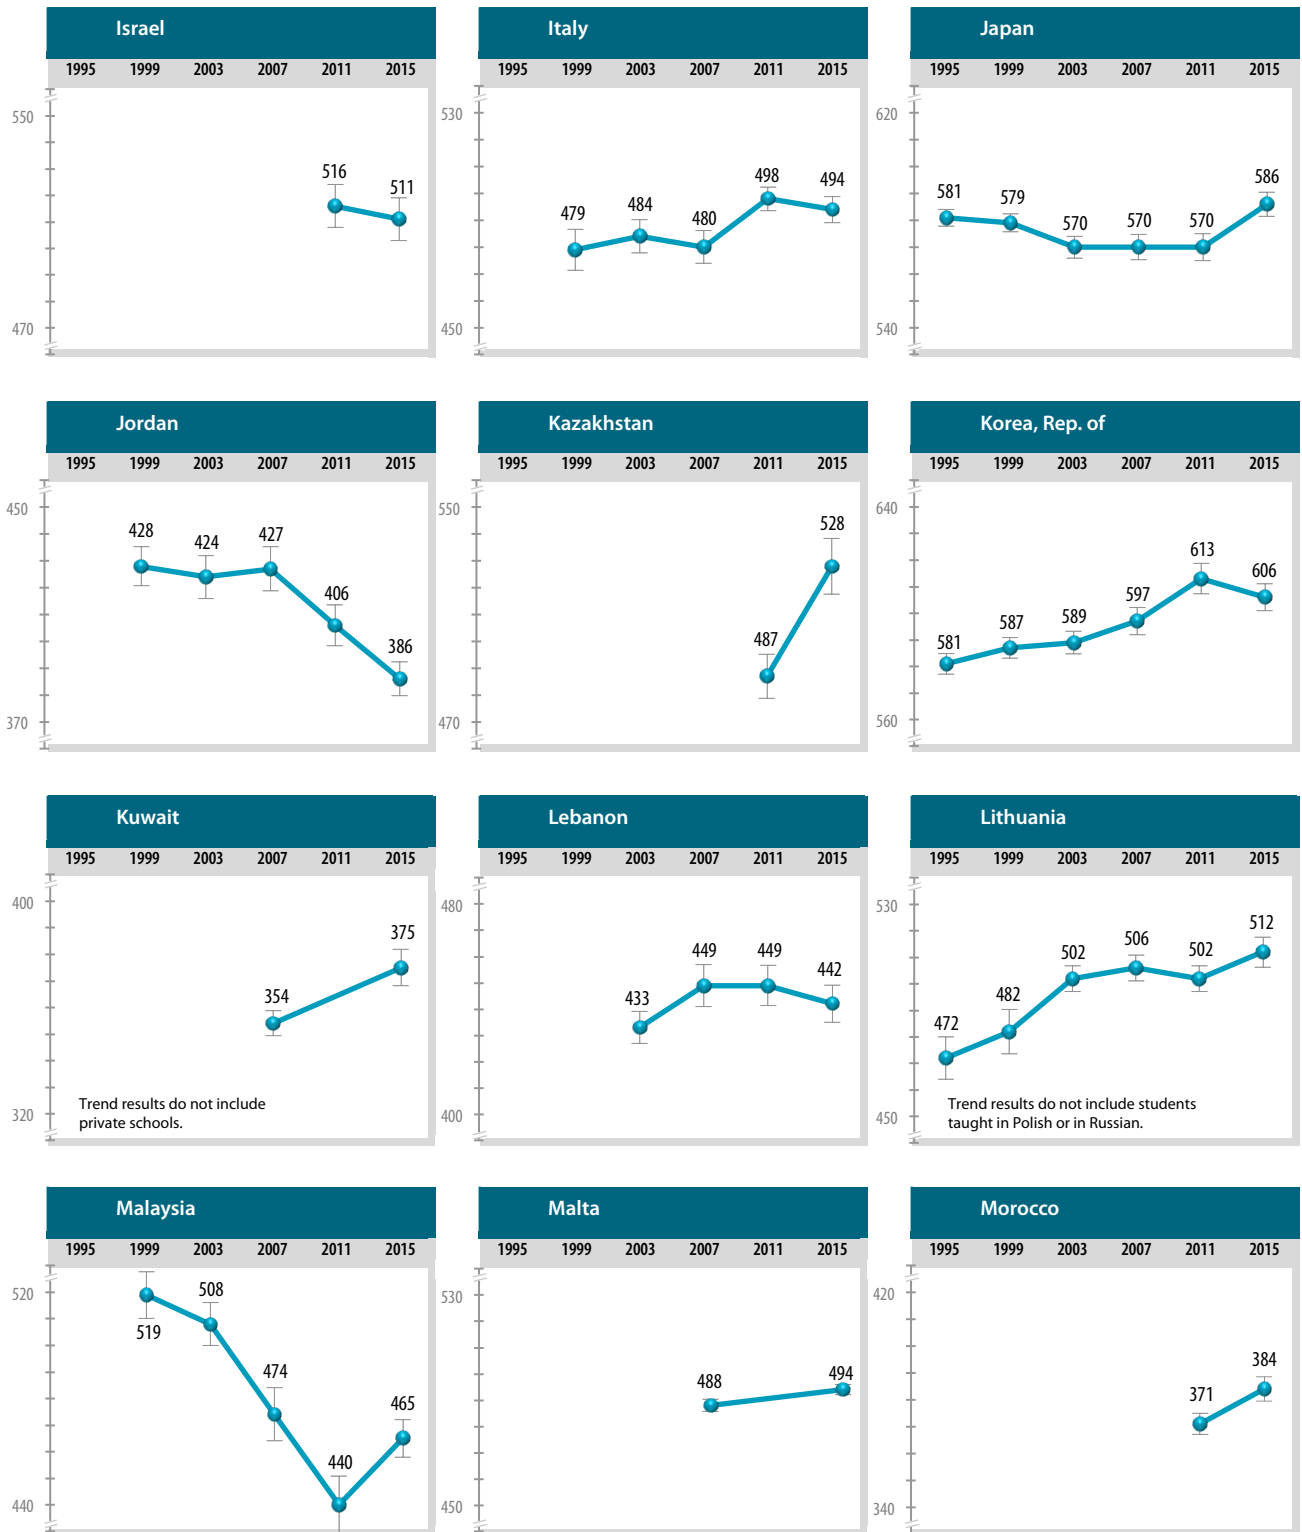 Israel
1995 1999 2003 2007 2011 2015
550
516
511
470
Italy
1995 1999 2003 2007 2011 2015
530
479
484
480
498
494
450
Japan
1995 1999 2003 2007 2011 2015
620
581
579
570
570
570
586
540
Jordan
1995 1999 2003 2007 2011 2015
450
428
424
427
406
386
370
Kazakhstan
1995 1999 2003 2007 2011 2015
550
487
528
470
Korea, Rep. of
1995 1999 2003 2007 2011 2015
640
581
587
589
597
613
606
560
Kuwait
1995 1999 2003 2007 2011 2015
400
354
375
320
Trend results do not include
private schools.
Lebanon
1995 1999 2003 2007 2011 2015
480
433
449
449
442
400
Lithuania
1995 1999 2003 2007 2011 2015
530
472
482
502
506
502
512
450
Trend results do not include students
taught in Polish or in Russian.
Malaysia
1995 1999 2003 2007 2011 2015
520
519
508
474
440
465
440
Malta
1995 1999 2003 2007 2011 2015
530
488
494
450
Morocco
1995 1999 2003 2007 2011 2015
420
371
384
340